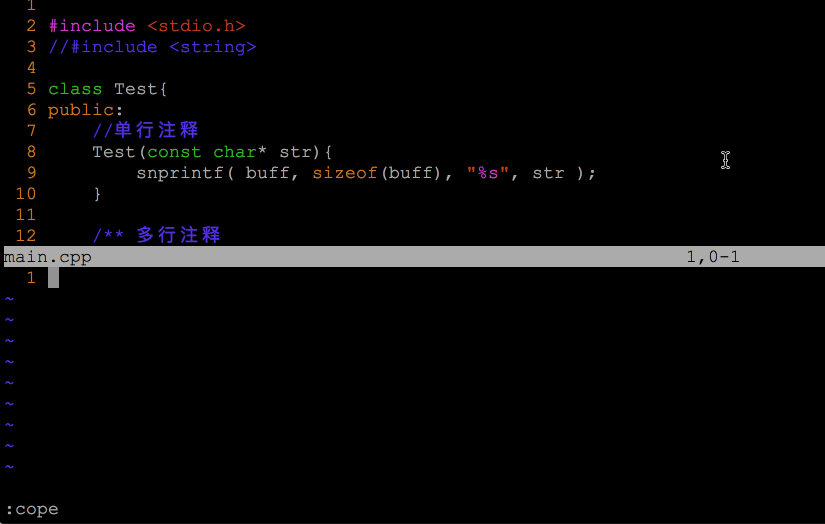 1
2 #include <stdio.h>
3 //#include <string>
4
5 class Test{
6 public:
7     //单行注释
8     Test(const char* str){
9         snprintf( buff, sizeof(buff), "%s", str );
10     }
11
12     /** 多行注释
main.cpp 1,0-1
1
~
~
~
~
~
~
~
~
~
:cope